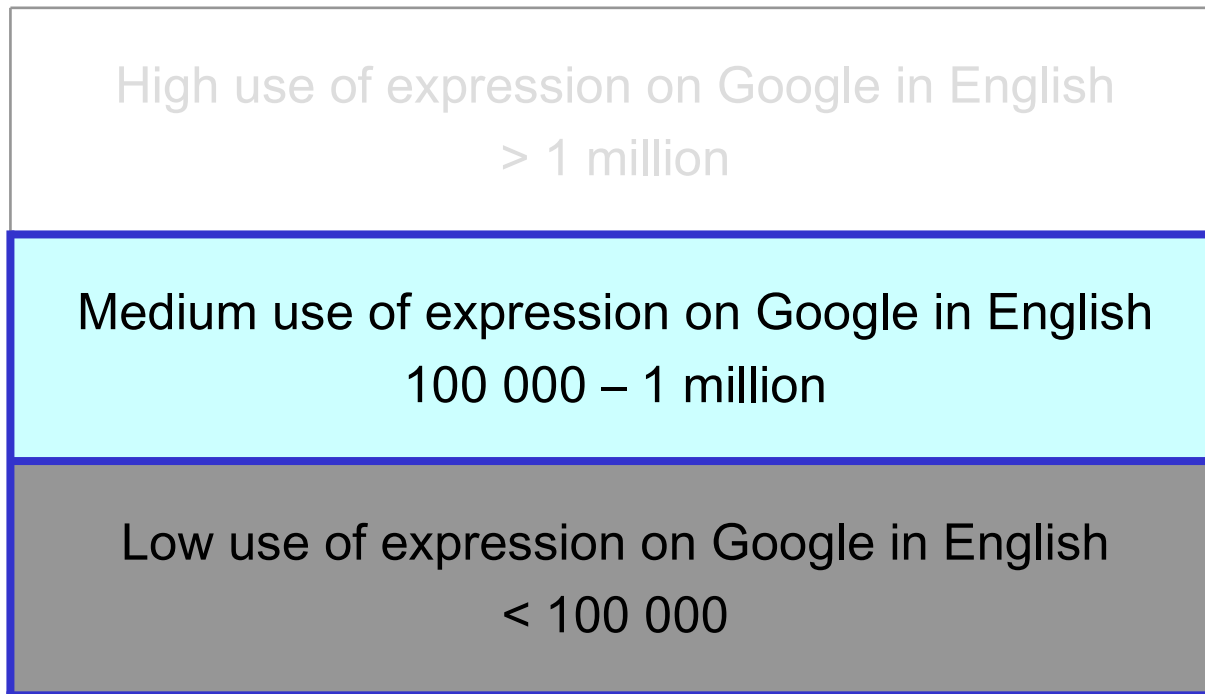 High use of expression on Google in English
> 1 million
Medium use of expression on Google in English
100 000 – 1 million
Low use of expression on Google in English
< 100 000